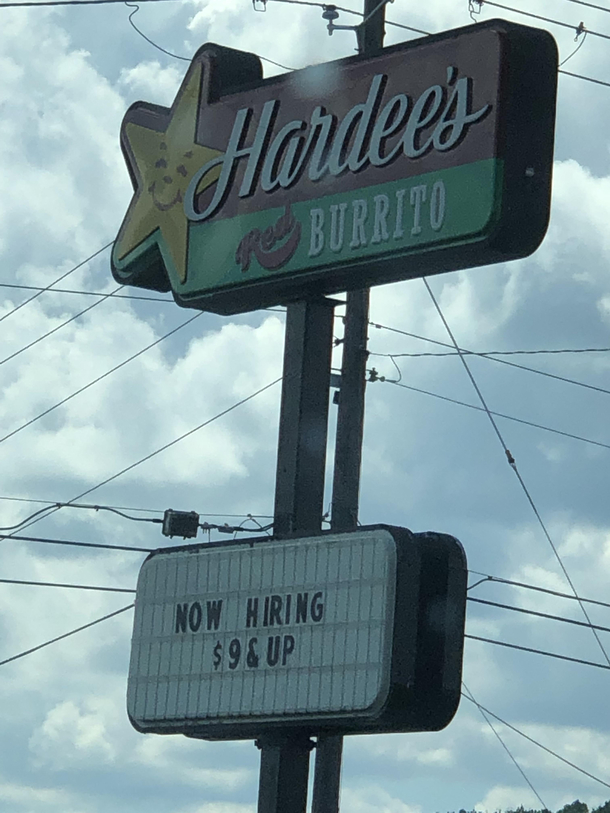 Hardee's
Red BURRITO
NOW HIRING
$9 & UP